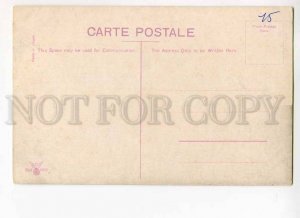 CARTE POSTALE
15
This Space may be used for Communication.
The Address Only to be Written Here.
NOT FOR COPY